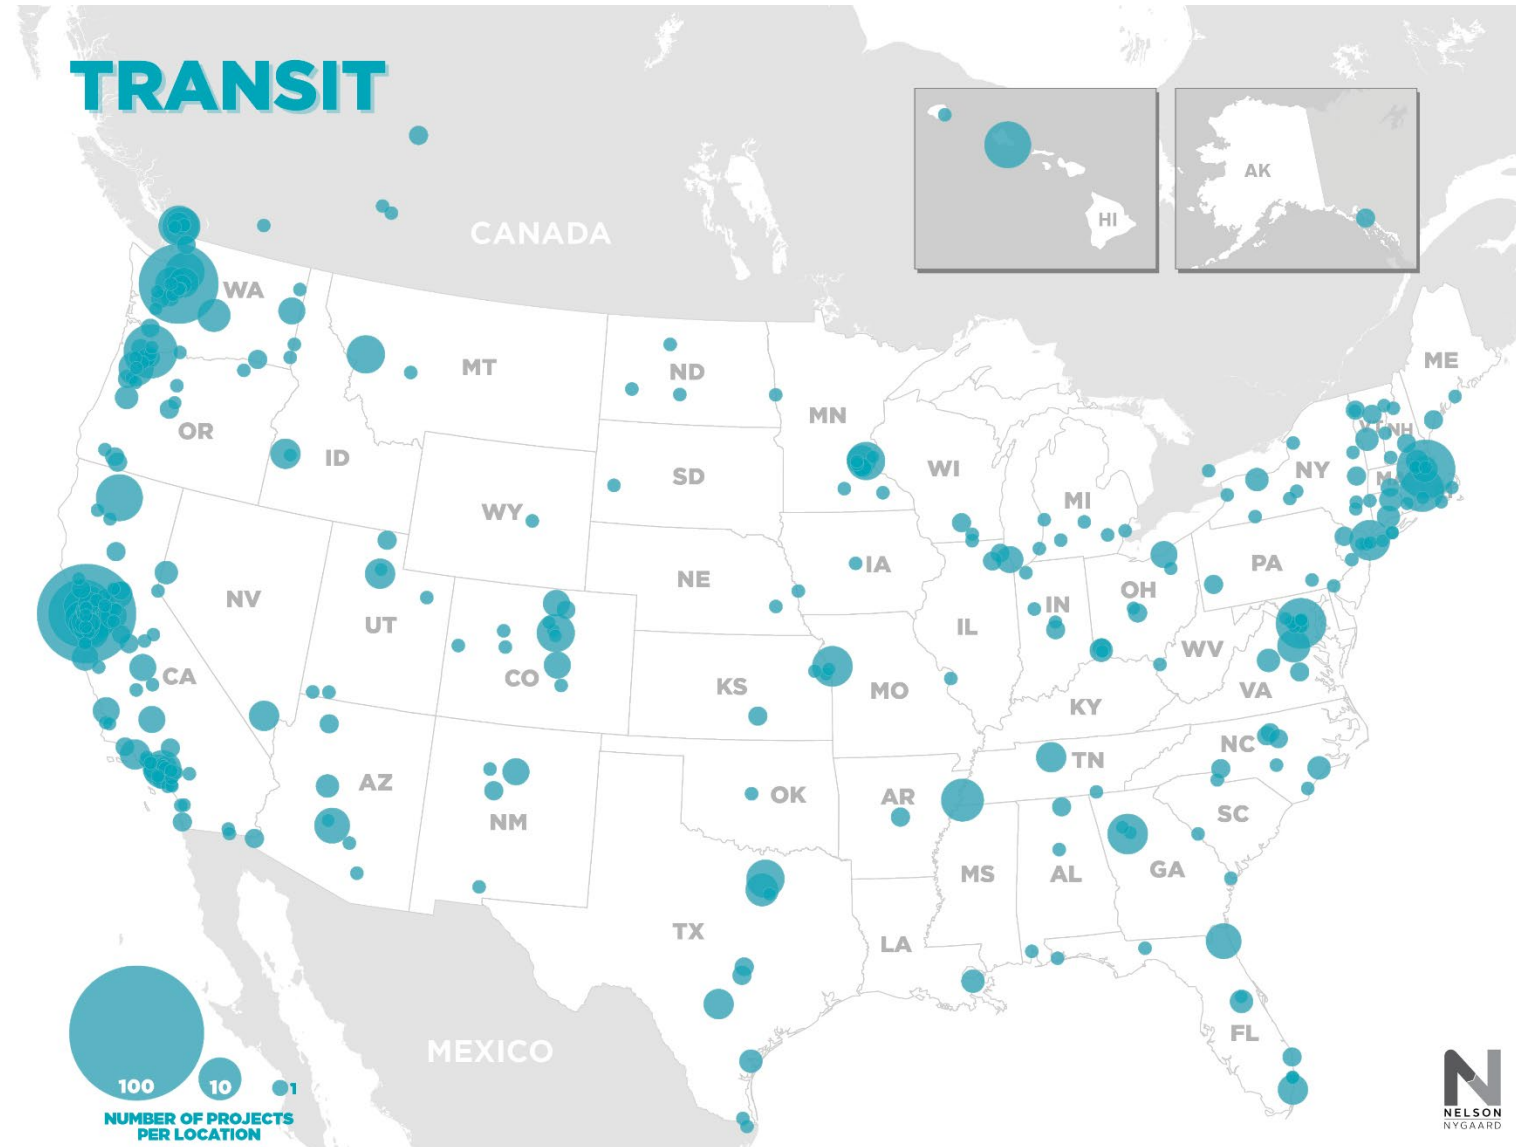 TRANSIT
CANADA
HI
AK
WA
MT
ND
MN
ME
OR
ID
SD
WI
MI
NY
VT
NH
WY
IA
NE
PA
OH
IN
IL
NV
UT
CO
CA
KS
MO
WV
VA
KY
NC
TN
AZ
NM
OK
AR
SC
MS
AL
GA
TX
LA
FL
MEXICO
100
10
1
NUMBER OF PROJECTS
PER LOCATION
NELSON
NYGAARD